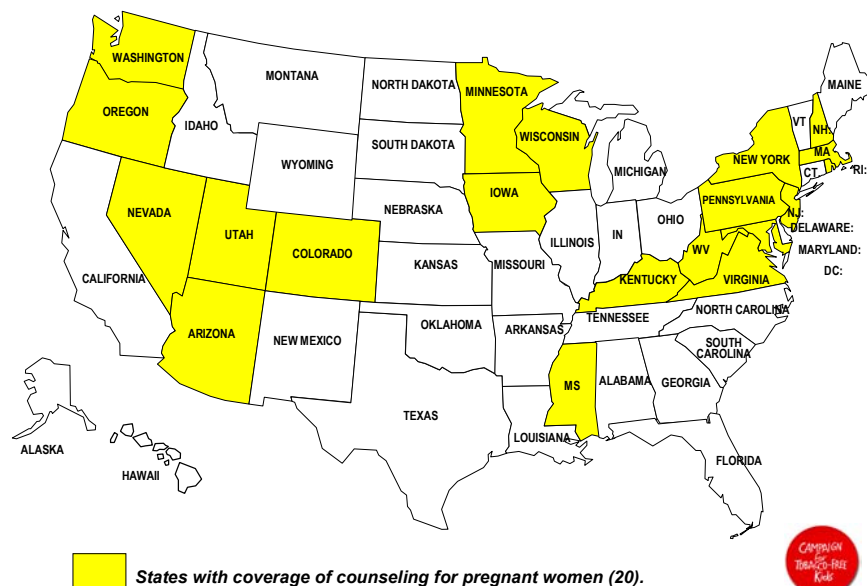 WASHINGTON
MONTANA
NORTH DAKOTA
MINNESOTA
MAINE
OREGON
IDAHO
SOUTH DAKOTA
WISCONSIN
VT
NH:
WYOMING
MICHIGAN
NEW YORK
MA
RI:
CT
NEVADA
UTAH
COLORADO
NEBRASKA
IOWA
PENNSYLVANIA
NJ:
CALIFORNIA
KANSAS
MISSOURI
ILLINOIS
IN
OHIO
WV
DELAWARE:
MARYLAND:
DC:
KENTUCKY
VIRGINIA
ARIZONA
NEW MEXICO
OKLAHOMA
ARKANSAS
TENNESSEE
NORTH CAROLINA
SOUTH
CAROLINA
TEXAS
LOUISIANA
MS
ALABAMA
GEORGIA
FLORIDA
ALASKA
HAWAII
States with coverage of counseling for pregnant women (20).
CAMPAIGN
for
TOBACCO-FREE
Kids